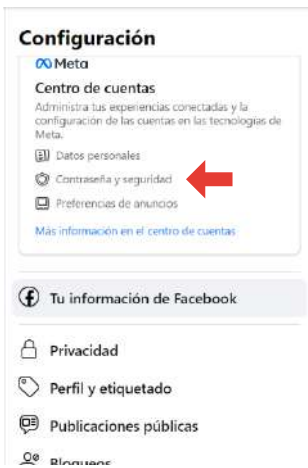 Configuración
Meta
Centro de cuentas
Administra tus experiencias conectadas y la
configuración de las cuentas en las tecnologías de
Meta.
Datos personales
Contraseña y seguridad
Preferencias de anuncios
Más información en el centro de cuentas
Tu información de Facebook
Privacidad
Perfil y etiquetado
Publicaciones públicas
Bloqueos